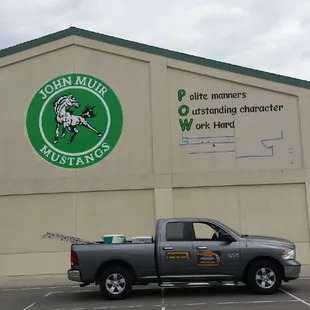 JOHN MUIR
MUSTANGS
Polite manners
Outstanding character
Work Hard